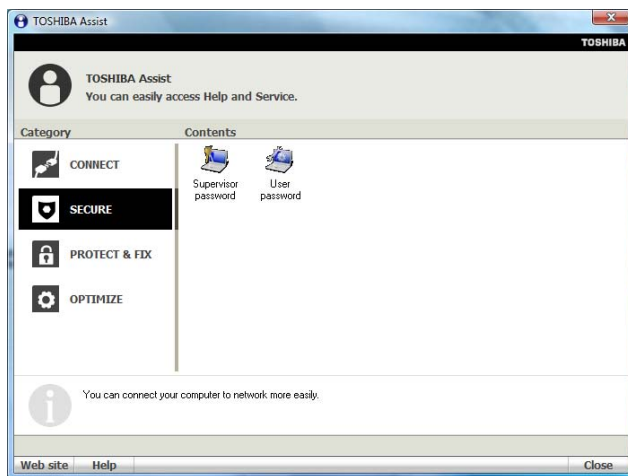 TOSHIBA Assist
TOSHIBA
TOSHIBA Assist
You can easily access Help and Service.
Category
Contents
CONNECT
SECURE
PROTECT & FIX
OPTIMIZE
Supervisor
password
User
password
You can connect your computer to network more easily.
Web site
Help
Close